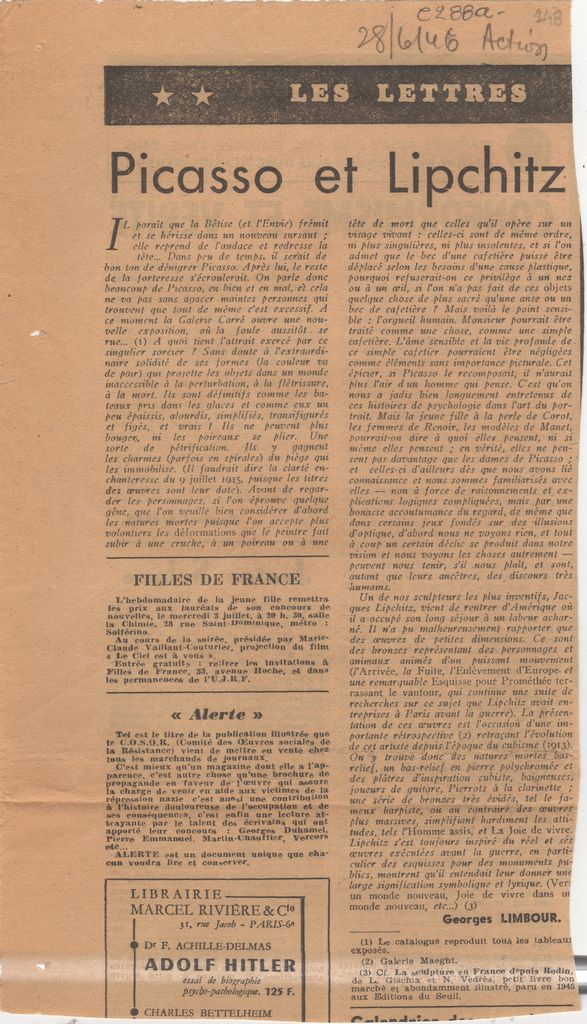 e288a-
148
28/6/46 Action
★ ★ LES LETTRES
Picasso et Lipchitz
IL paraît que la Bêtise (et l'Envie) frémit
et se hérisse dans un nouveau sursaut ;
elle reprend de l'audace et redresse la
tête... Dans peu de temps, il serait de
bon ton de dénigrer Picasso. Après lui, le reste
de la forteresse s'écroulerait. On parle donc
beaucoup de Picasso, en bien et en mal, et cela
ne va pas sans agacer maintes personnes qui
trouvent que tout de même c'est excessif. A
ce moment la Galerie Carré ouvre une nou-
velle exposition, où la foule aussitôt se
rue... (1) A quoi tient l'attrait exercé par ce
singulier sorcier ? Sans doute à l'extraordi-
naire solidité de ses formes (la couleur va
de pair) qui projette les objets dans un monde
inaccessible à la perturbation, à la flétrissure,
à la mort. Ils sont définitifs comme les ba-
teaux pris dans les glaces et comme eux un
peu épaissis, alourdis, simplifiés, transfigurés
et figés, et vrais ! Ils ne peuvent plus
bouger, ni les poireaux se plier. Une
sorte de pétrification. Ils y gagnent
les charmes (parfois en spirales) du piège qui
les immobilise. (Il faudrait dire la clarté en-
chanteresse du 9 juillet 1945, puisque les titres
des œuvres sont leur date). Avant de regar-
der les personnages, si l'on éprouve quelque
gêne, que l'on veuille bien considérer d'abord
les natures mortes puisque l'on accepte plus
volontiers les déformations que le peintre fait
subir à une cruche, à un poireau ou à une
tête de mort que celles qu'il opère sur un
visage vivant : celles-ci sont de même ordre,
ni plus singulières, ni plus insolentes, et si l'on
admet que le bec d'une cafetière puisse être
déplacé selon les besoins d'une cause plastique,
pourquoi refuserait-on ce privilège à un nez
ou à un œil, si l'on n'a pas fait de ces objets
quelque chose de plus sacré qu'une anse ou un
bec de cafetière ? Mais voilà le point sensi-
ble : l'orgueil humain. Monsieur pourrait être
traité comme une chose, comme une simple
cafetière. L'âme sensible et la vie profonde de
ce simple cafetier pourraient être négligées
comme éléments sans importance picturale. Cet
épicier, si Picasso le recomposait, il n'aurait
plus l'air d'un homme qui pense. C'est qu'on
nous a jadis bien longuement entretenus de
ces histoires de psychologie dans l'art du por-
trait. Mais la jeune fille à la perle de Corot,
les femmes de Renoir, les modèles de Manet,
pourrait-on dire à quoi elles pensent, ni si
même elles pensent ; en vérité, elles ne pen-
sent pas davantage que les dames de Picasso ;
et celles-ci d'ailleurs dès que nous avons lié
connaissance et nous sommes familiarisés avec
elles — non à force de raisonnements et ex-
plications logiques compliquées, mais par une
bonasse accoutumance du regard, de même que
dans certains jeux fondés sur des illusions
d'optique, d'abord nous ne voyons rien, et tout
à coup un certain déclic se produit dans notre
vision et nous voyons les choses autrement —
peuvent nous tenir, s'il nous plaît, et sont,
autant que leurs ancêtres, des discours très
humains.
Un de nos sculpteurs les plus inventifs, Jac-
ques Lipchitz, vient de rentrer d'Amérique où
il a occupé son long séjour à un labeur achar-
né. Il n'a pu malheureusement rapporter que
des œuvres de petites dimensions. Ce sont
des bronzes représentant des personnages et
animaux animés d'un puissant mouvement
(l'Arrivée, la Fuite, l'Enlèvement d'Europe et
une remarquable Esquisse pour Prométhée ter-
rassant le vautour, qui continue une suite de
recherches sur ce sujet que Lipchitz avait en-
treprises à Paris avant la guerre). La présenta-
tion de ces œuvres est l'occasion d'une im-
portante rétrospective (2) retraçant l'évolution
de cet artiste depuis l'époque du cubisme (1913).
On y trouve donc des natures mortes bas-
relief, un bas-relief en pierre polychromée et
des plâtres d'inspiration cubiste, baigneuses,
joueurs de guitare, Pierrots à la clarinette ;
une série de bronzes très évidés, tel le fa-
meux harpiste, ou au contraire des œuvres
plus massives, simplifiant hardiment les atti-
tudes, tels l'Homme assis, et La Joie de vivre.
Lipchitz s'est toujours inspiré du réel et ses
œuvres exécutées avant la guerre, en parti-
culier des esquisses pour des monuments pu-
blics, montrent qu'il entendait leur donner une
large signification symbolique et lyrique. (Vers
un monde nouveau, Joie de vivre dans un
monde nouveau, etc...) (3)
Georges LIMBOUR.
(1) Le catalogue reproduit tous les tableaux
exposés.
(2) Galerie Maeght.
(3) Cf. La sculpture en France depuis Rodin,
de L. Gischia et N. Védrès, petit livre bon
marché et abondamment illustré, paru en 1945
aux Editions du Seuil.
FILLES DE FRANCE
L'hebdomadaire de la jeune fille remettra
les prix aux lauréats de son concours de
nouvelles, le mercredi 3 juillet, à 20 h. 30, salle
la Chimie, 28 rue Saint-Dominique, métro :
Solférino.
Au cours de la soirée, présidée par Marie-
Claude Vaillant-Couturier, projection du film
« Le Ciel est à vous ».
Entrée gratuite : retirer les invitations à
Filles de France, 53, avenue Hoche, et dans
les permanences de l'U.J.R.F.
« Alerte »
Tel est le titre de la publication illustrée que
le C.O.S.O.R. (Comité des Œuvres sociales de
la Résistance) vient de mettre en vente chez
tous les marchands de journaux.
C'est mieux qu'un magazine dont elle a l'ap-
parence, c'est autre chose qu'une brochure de
propagande en faveur de l'œuvre qui assure
la charge de venir en aide aux victimes de la
répression nazie c'est aussi une contribution
à l'histoire douloureuse de l'occupation et de
ses conséquences, c'est enfin une lecture at-
trayante par le talent des écrivains qui ont
apporté leur concours : Georges Duhamel,
Pierre Emmanuel, Martin-Chauffier, Vercors
etc...
ALERTE est un document unique que cha-
cun voudra lire et conserver.
LIBRAIRIE
MARCEL RIVIÈRE & Cie
31, rue Jacob - PARIS-6e
● Dr F. ACHILLE-DELMAS
ADOLF HITLER
essai de biographie
psycho-pathologique. 125 F.
● CHARLES BETTELHEIM
Calendrier des